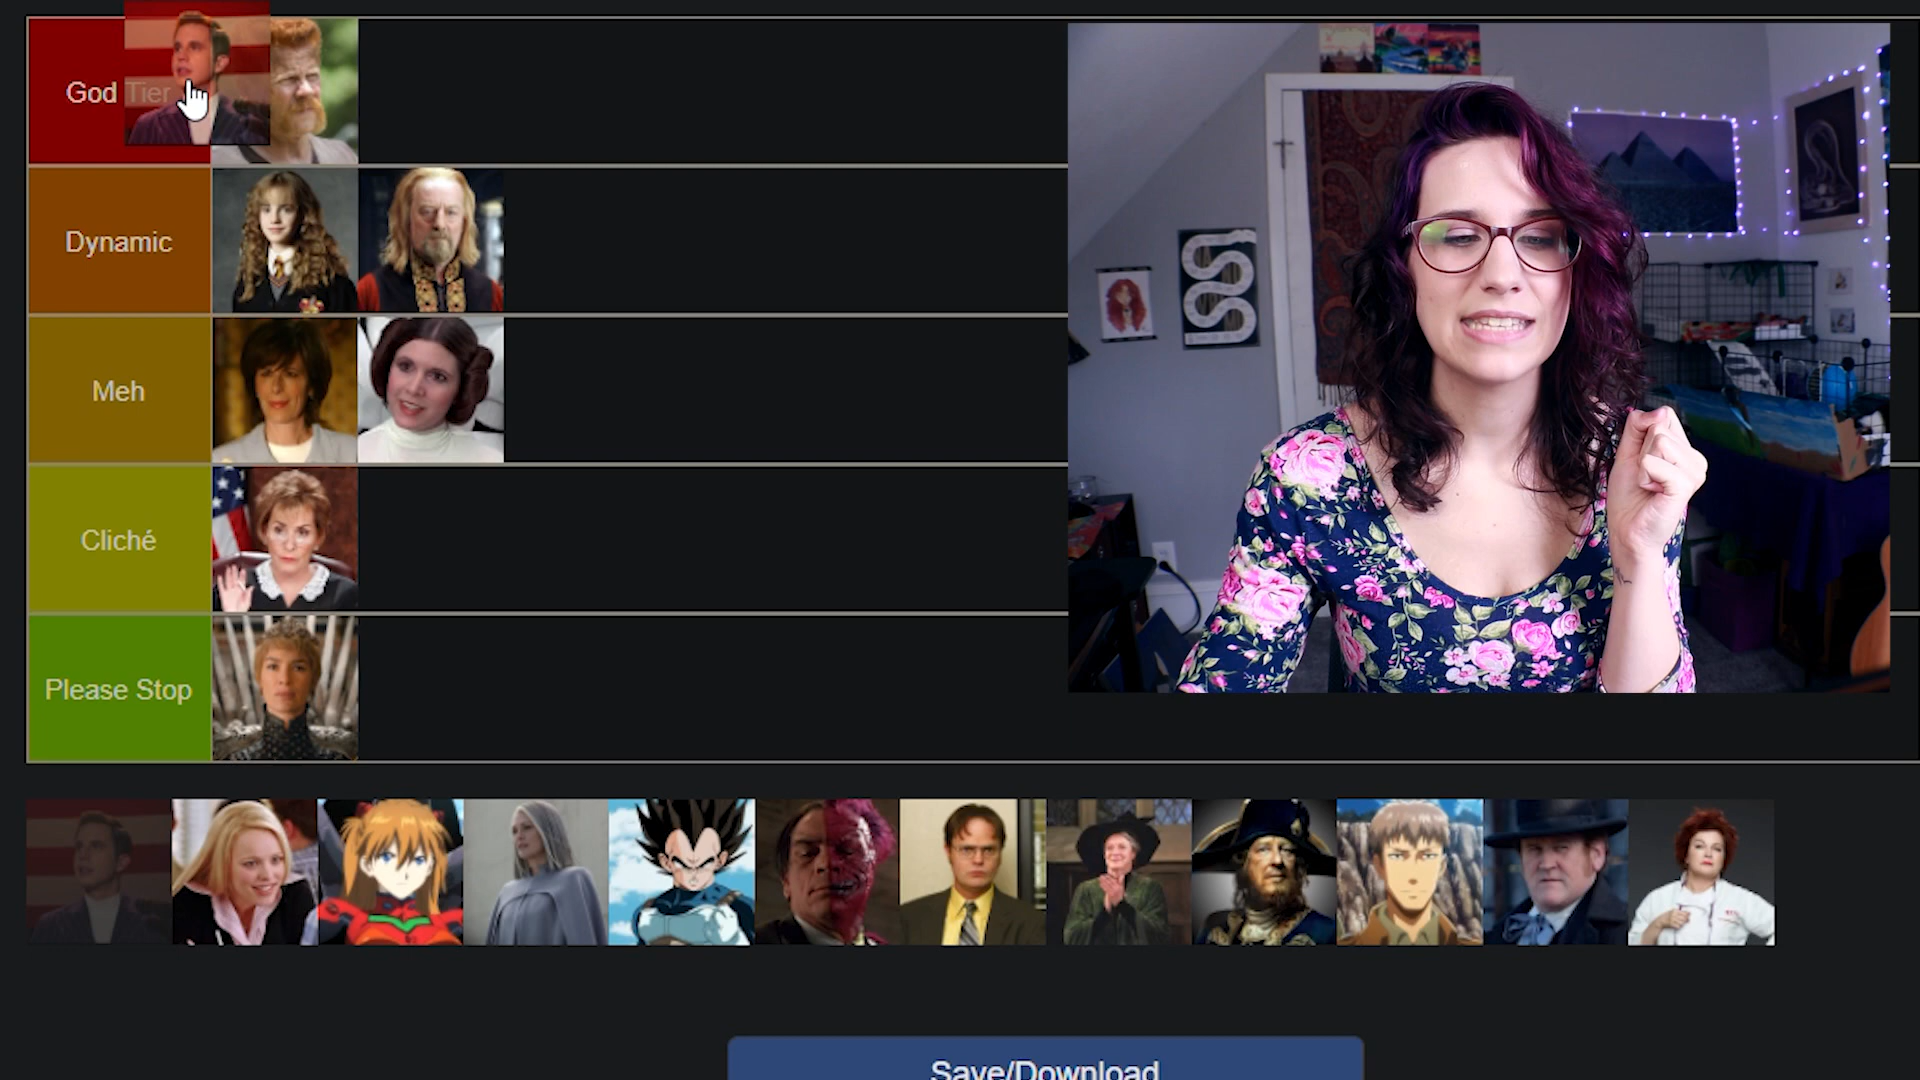 God Tier
Dynamic
Meh
Cliché
Please Stop
Save/Download